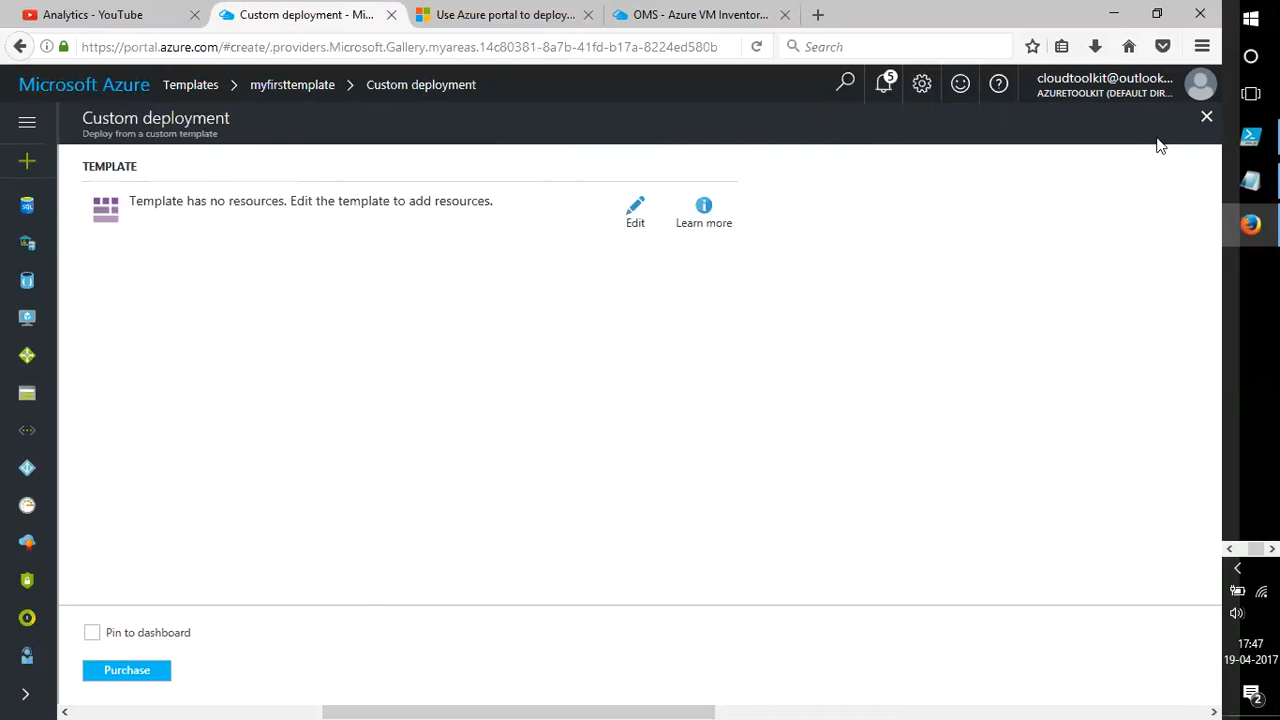 Analytics - YouTube
Custom deployment - Mi...
Use Azure portal to deploy...
OMS - Azure VM Inventor...
https://portal.azure.com/#create/.providers.Microsoft.Gallery.myareas.14c8b381-8a7b-41fd-b17a-8224ed580b
Search
Microsoft Azure
Templates
myfirsttemplate
Custom deployment
5
cloudtoolkit@outlook...
AZURETOOLKIT (DEFAULT DIR...
Custom deployment
Deploy from a custom template
TEMPLATE
Template has no resources. Edit the template to add resources.
Edit
Learn more
SQL
Pin to dashboard
Purchase
17:47
19-04-2017
2